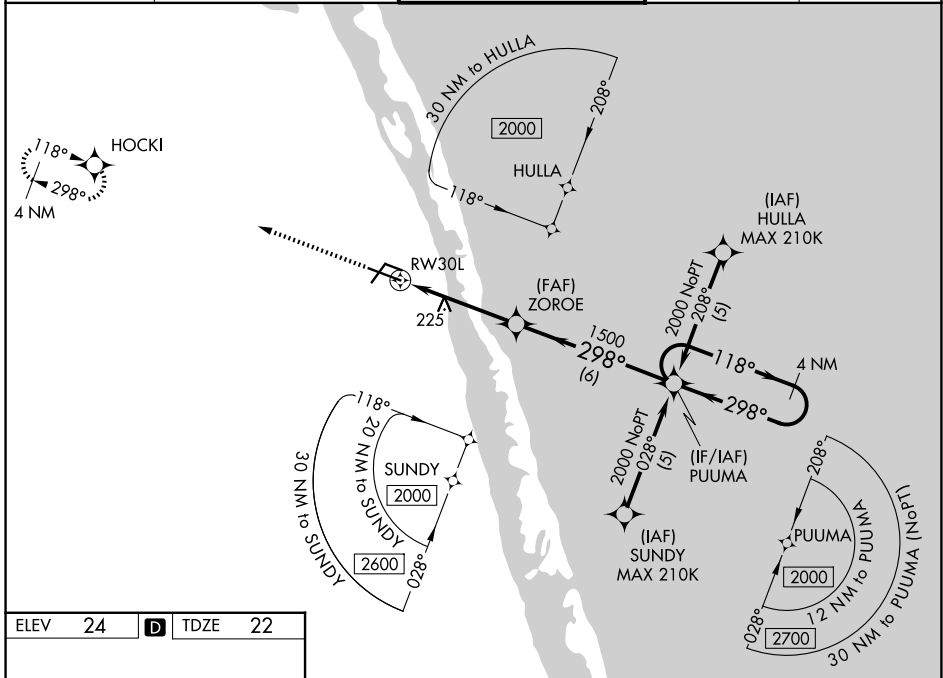 30 NM to HULLA
208°
2000
HULLA
118°
118°
HOCKI
298°
4 NM
(IAF)
HULLA
MAX 210K
2000 NoPT
208°
(5)
RW30L
(FAF)
ZOROE
225
1500
298°
(6)
118°
4 NM
298°
(IF/IAF)
PUUMA
2000 NoPT
028°
(5)
(IAF)
SUNDY
MAX 210K
118°
20 NM to SUNDY
30 NM to SUNDY
SUNDY
2000
2600
028°
208°
PUUMA
2000
12 NM to PUUMA
2700
30 NM to PUUMA (NoPT)
028°
ELEV 24 D TDZE 22